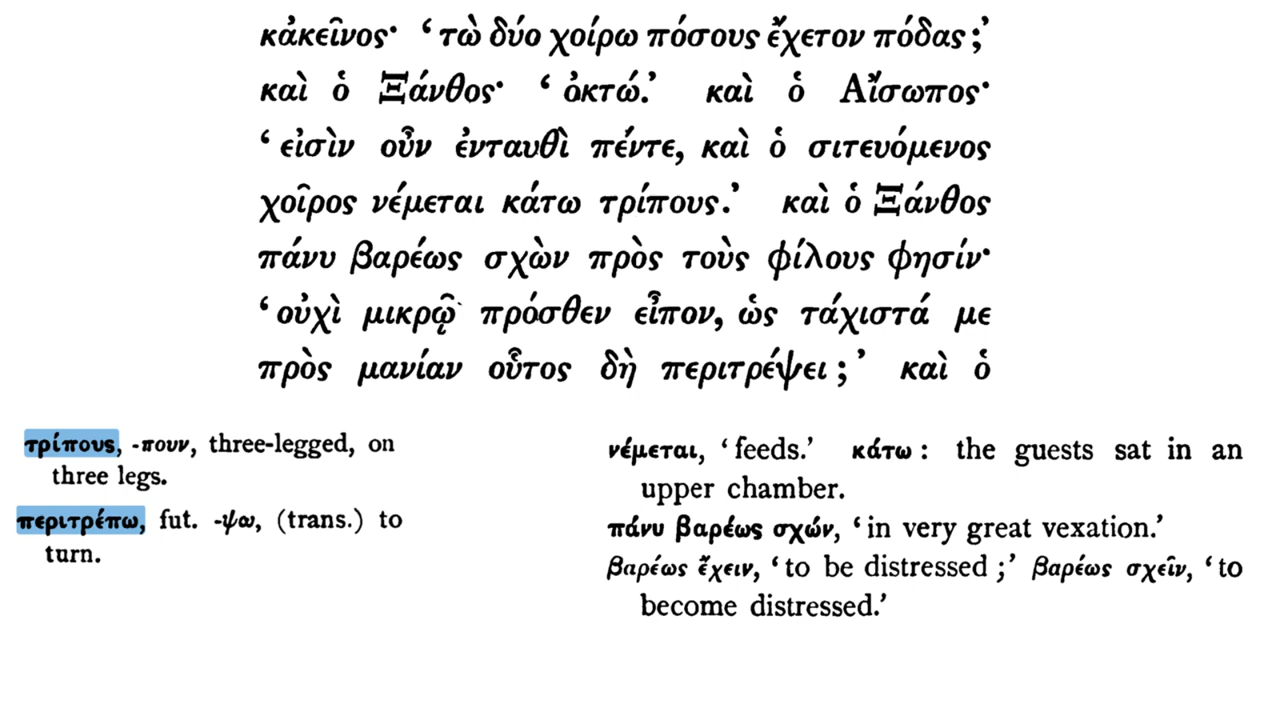 κἀκεῖνος· ‘τὼ δύο χοίρω πόσους ἔχετον πόδας;’
καὶ ὁ Ξάνθος· ‘ὀκτώ.’ καὶ ὁ Αἴσωπος·
‘εἰσὶν οὖν ἐνταυθὶ πέντε, καὶ ὁ σιτευόμενος
χοῖρος νέμεται κάτω τρίπους.’ καὶ ὁ Ξάνθος
πάνυ βαρέως σχὼν πρὸς τοὺς φίλους φησίν·
‘οὐχὶ μικρῷ πρόσθεν εἶπον, ὡς τάχιστά με
πρὸς μανίαν οὗτος δὴ περιτρέψει;’ καὶ ὁ
τρίπους, -πουν, three-legged, on
three legs.
περιτρέπω, fut. -ψω, (trans.) to
turn.
νέμεται, ‘feeds.’ κάτω: the guests sat in an
upper chamber.
πάνυ βαρέως σχών, ‘in very great vexation.’
βαρέως ἔχειν, ‘to be distressed;’ βαρέως σχεῖν, ‘to
become distressed.’